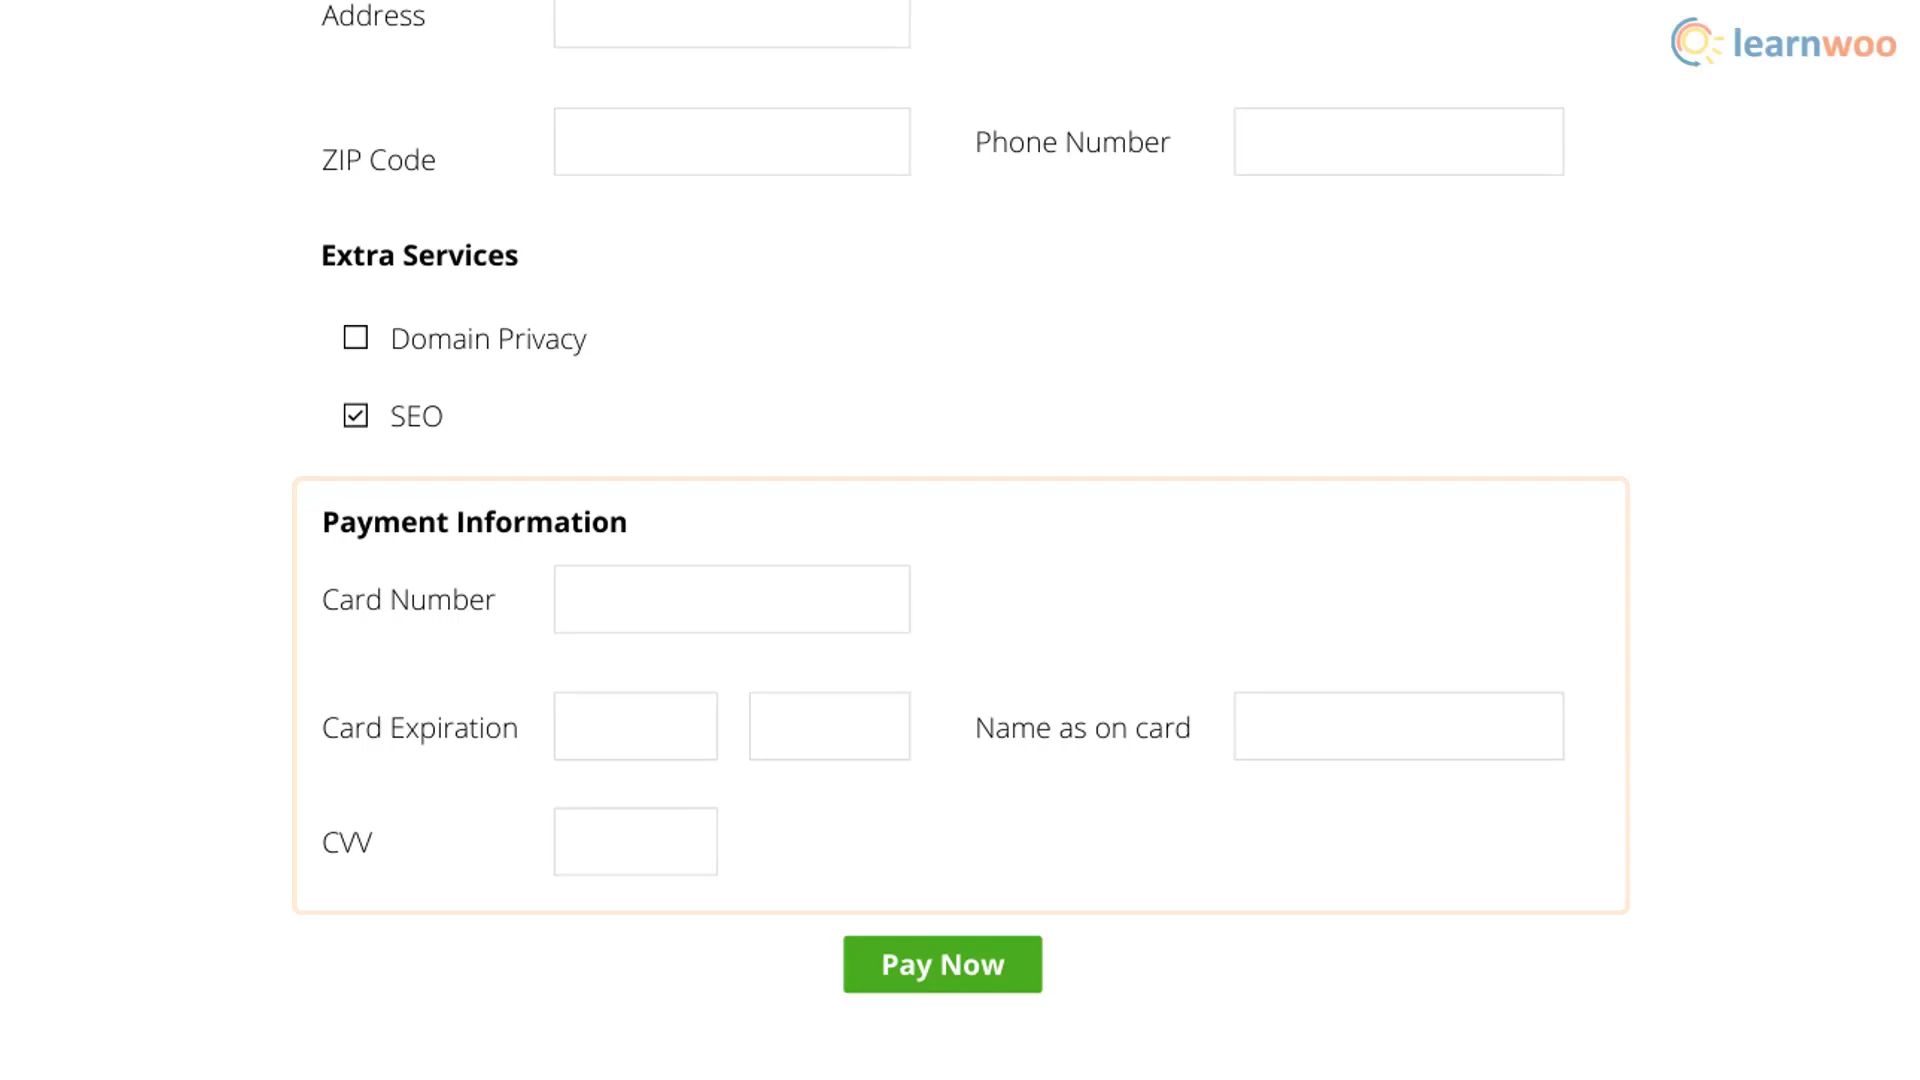 Address
learnwoo
ZIP Code
Phone Number
Extra Services
Domain Privacy
SEO
Payment Information
Card Number
Card Expiration
Name as on card
CVV
Pay Now